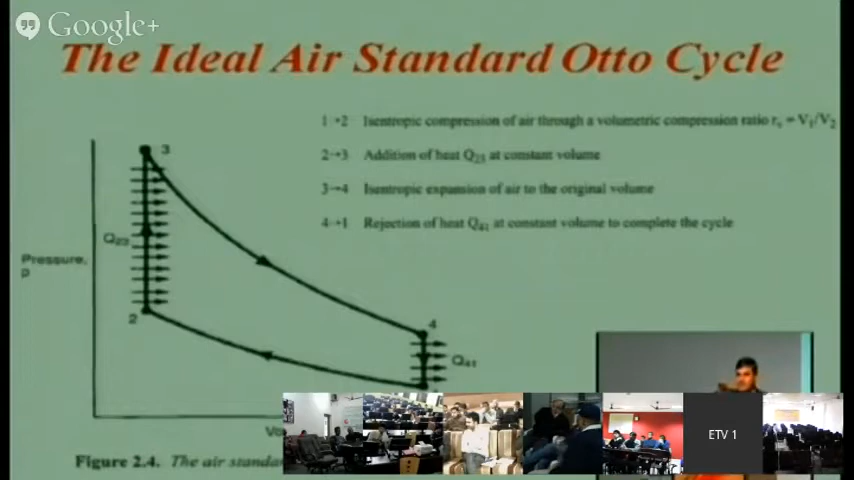 Google+
The Ideal Air Standard Otto Cycle
1→2 Isentropic compression of air through a volumetric compression ratio rᵥ = V₁/V₂
2→3 Addition of heat Q₂₃ at constant volume
3→4 Isentropic expansion of air to the original volume
4→1 Rejection of heat Q₄₁ at constant volume to complete the cycle
3
Q₂₃
Pressure,
p
2
4
Q₄₁
Vo
ETV 1
Figure 2.4. The air standa